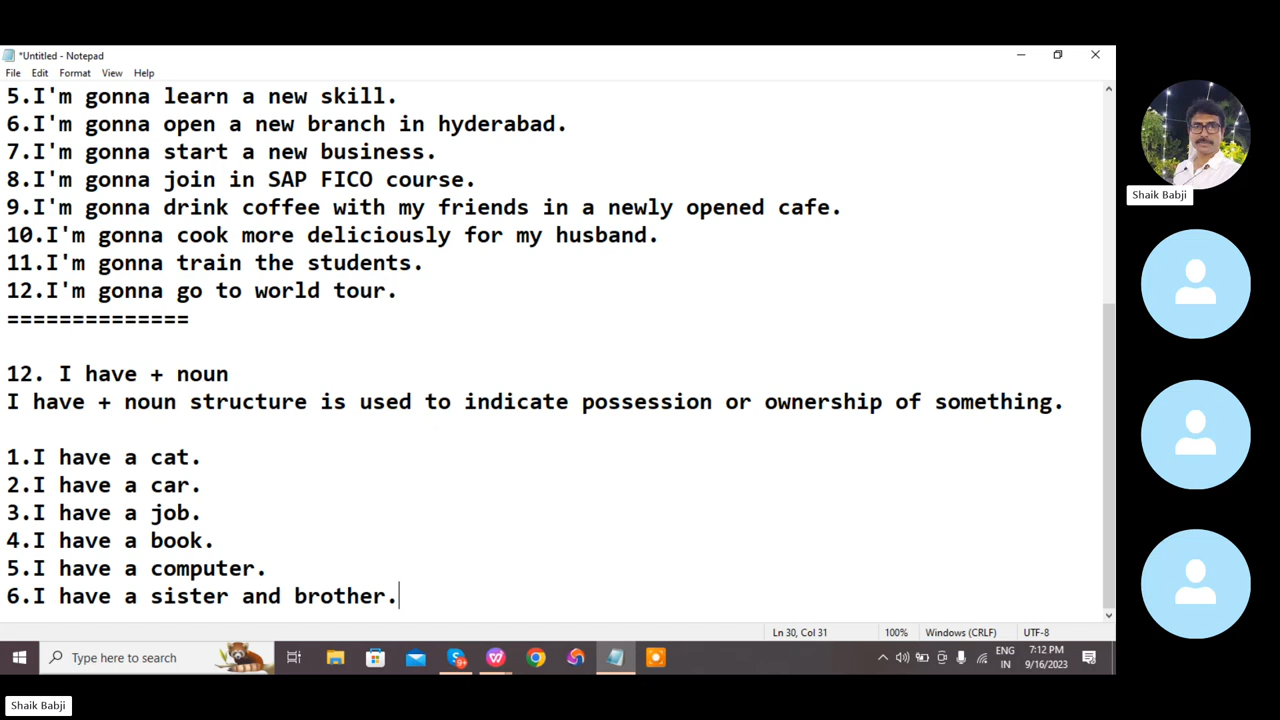 *Untitled - Notepad
File Edit Format View Help
5.I'm gonna learn a new skill.
6.I'm gonna open a new branch in hyderabad.
7.I'm gonna start a new business.
8.I'm gonna join in SAP FICO course.
9.I'm gonna drink coffee with my friends in a newly opened cafe.
10.I'm gonna cook more deliciously for my husband.
11.I'm gonna train the students.
12.I'm gonna go to world tour.
==============
12. I have + noun
I have + noun structure is used to indicate possession or ownership of something.
1.I have a cat.
2.I have a car.
3.I have a job.
4.I have a book.
5.I have a computer.
6.I have a sister and brother.
Ln 30, Col 31 100% Windows (CRLF) UTF-8
Type here to search
ENG
IN
7:12 PM
9/16/2023
Shaik Babji
Shaik Babji